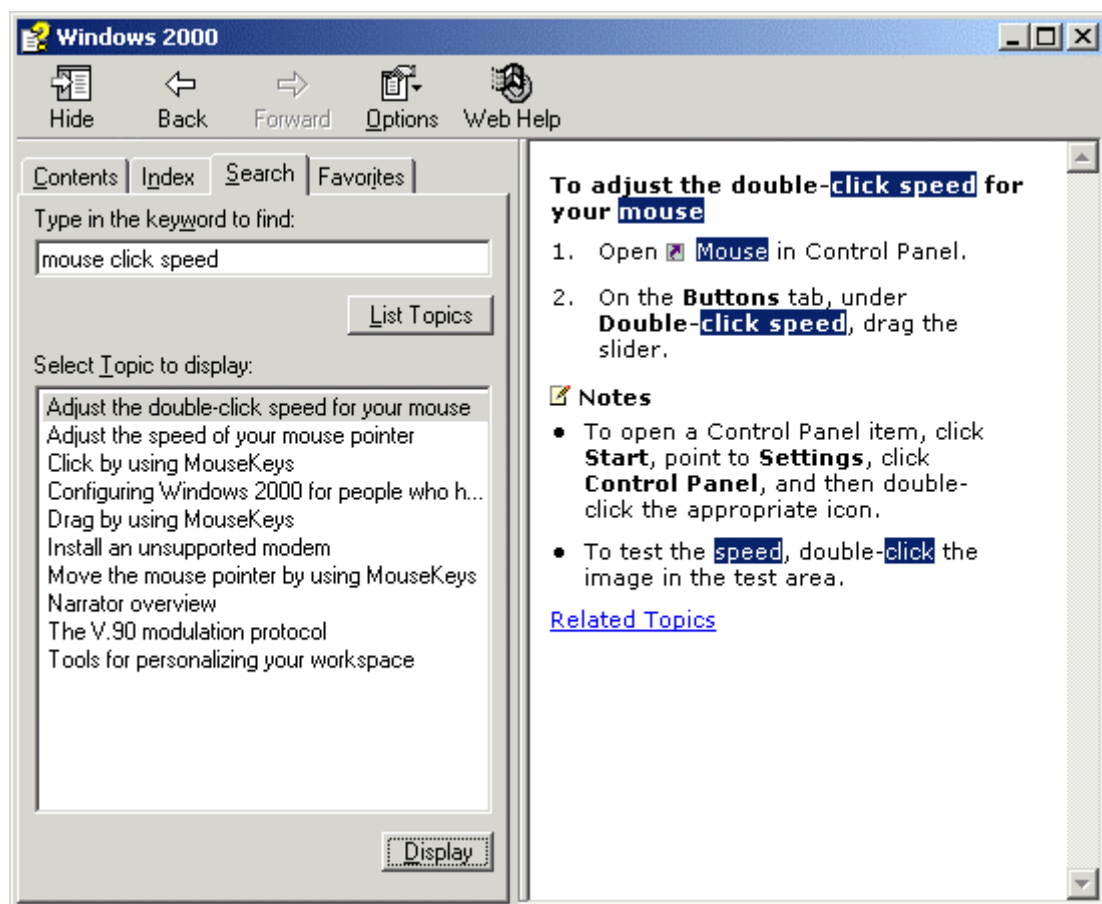 Windows 2000
Hide Back Forward Options Web Help
Contents Index Search Favorites
Type in the keyword to find:
mouse click speed
List Topics
Select Topic to display:
Adjust the double-click speed for your mouse
Adjust the speed of your mouse pointer
Click by using MouseKeys
Configuring Windows 2000 for people who h...
Drag by using MouseKeys
Install an unsupported modem
Move the mouse pointer by using MouseKeys
Narrator overview
The V.90 modulation protocol
Tools for personalizing your workspace
Display
To adjust the double-click speed for
your mouse
1. Open Mouse in Control Panel.
2. On the Buttons tab, under
Double-click speed, drag the
slider.
Notes
• To open a Control Panel item, click
Start, point to Settings, click
Control Panel, and then double-
click the appropriate icon.
• To test the speed, double-click the
image in the test area.
Related Topics